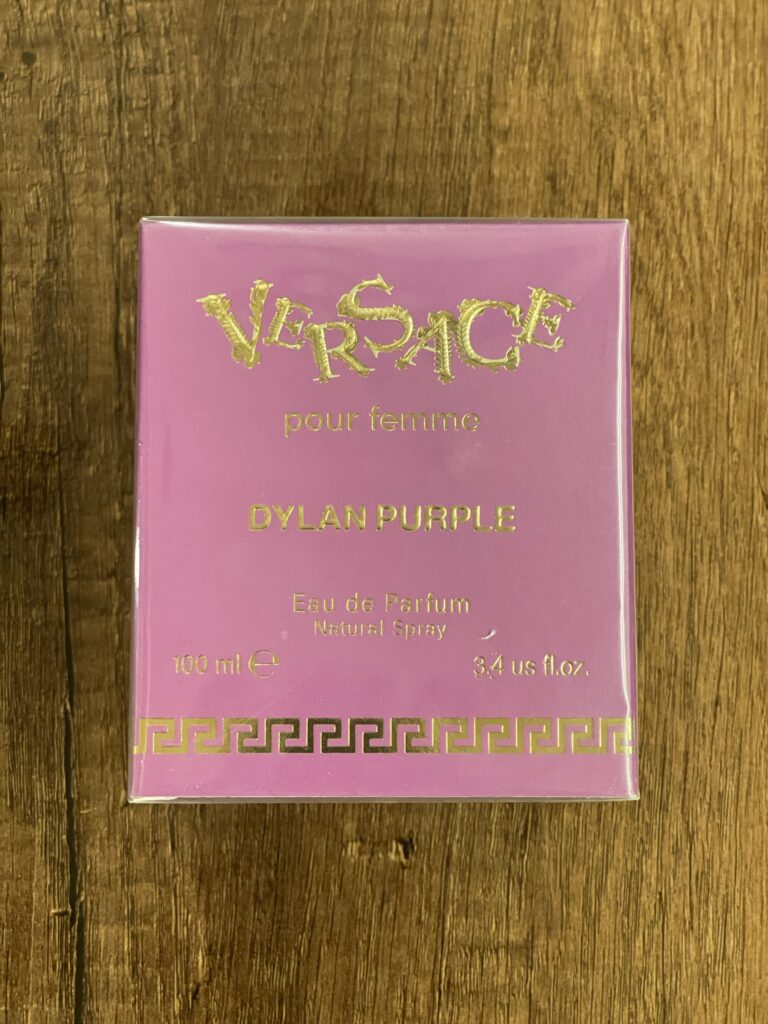 VERSACE
pour femme
DYLAN PURPLE
Eau de Parfum
Natural Spray
100 ml ℮ 3.4 us fl.oz.